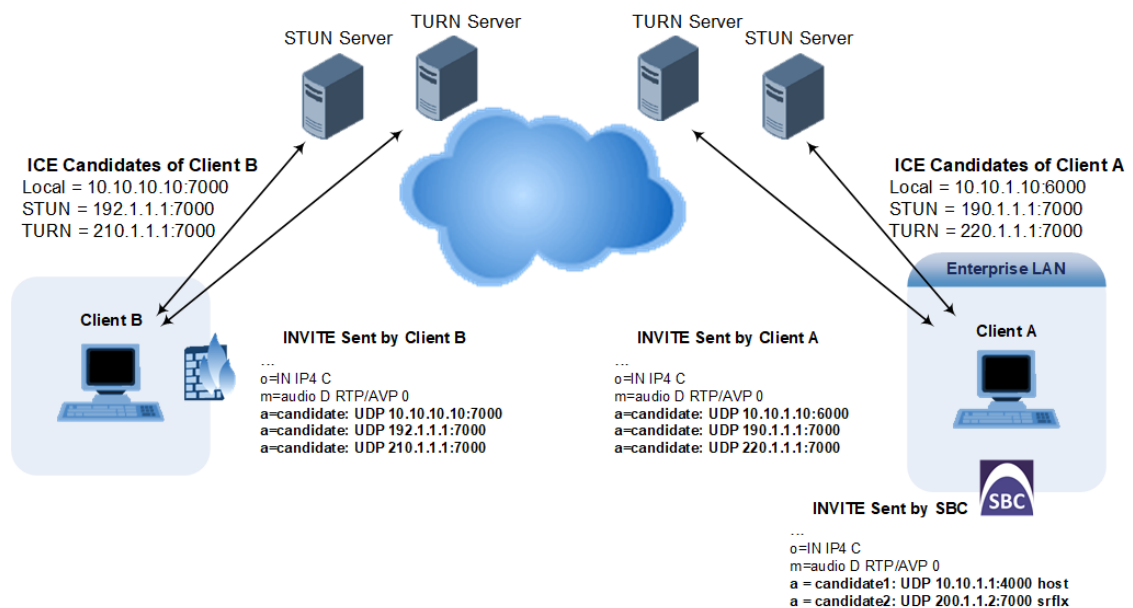 TURN Server
STUN Server
TURN Server
STUN Server
ICE Candidates of Client B
Local = 10.10.10.10:7000
STUN = 192.1.1.1:7000
TURN = 210.1.1.1:7000
ICE Candidates of Client A
Local = 10.10.1.10:6000
STUN = 190.1.1.1:7000
TURN = 220.1.1.1:7000
Enterprise LAN
Client B
Client A
INVITE Sent by Client B
...
o=IN IP4 C
m=audio D RTP/AVP 0
a=candidate: UDP 10.10.10.10:7000
a=candidate: UDP 192.1.1.1:7000
a=candidate: UDP 210.1.1.1:7000
INVITE Sent by Client A
...
o=IN IP4 C
m=audio D RTP/AVP 0
a=candidate: UDP 10.10.1.10:6000
a=candidate: UDP 190.1.1.1:7000
a=candidate: UDP 220.1.1.1:7000
SBC
INVITE Sent by SBC
...
o=IN IP4 C
m=audio D RTP/AVP 0
a = candidate1: UDP 10.10.1.1:4000 host
a = candidate2: UDP 200.1.1.2:7000 srflx